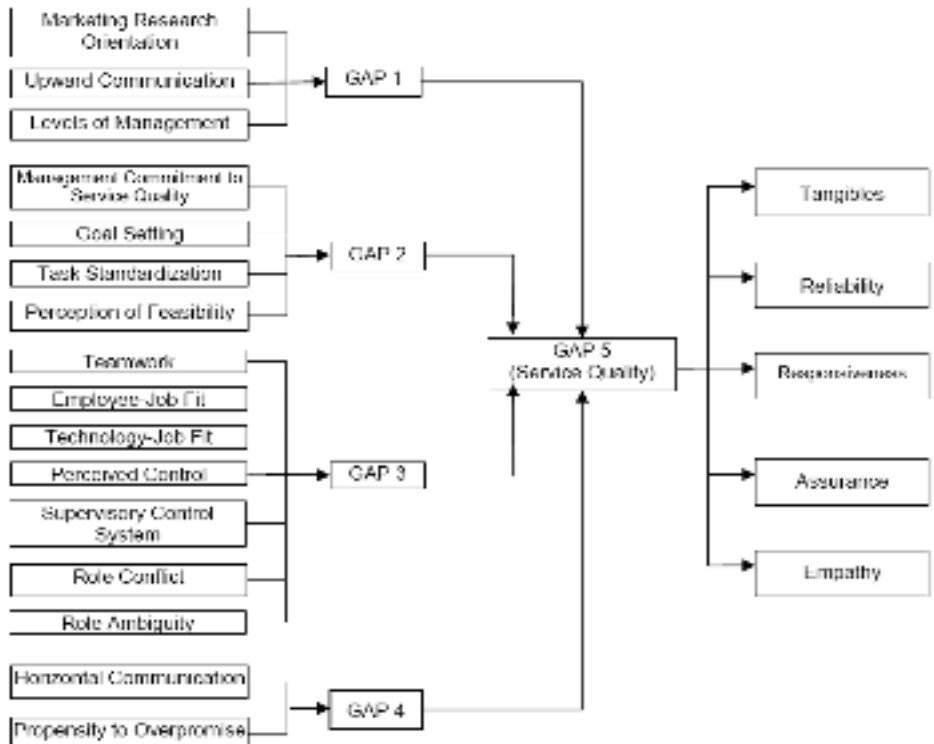 Marketing Research
Orientation
Upward Communication
Levels of Management
GAP 1
Management Commitment to
Service Quality
Goal Setting
Task Standardization
Perception of Feasibility
GAP 2
Teamwork
Employee-Job Fit
Technology-Job Fit
Perceived Control
Supervisory Control
System
Role Conflict
Role Ambiguity
GAP 3
Horizontal Communication
Propensity to Overpromise
GAP 4
GAP 5
(Service Quality)
Tangibles
Reliability
Responsiveness
Assurance
Empathy